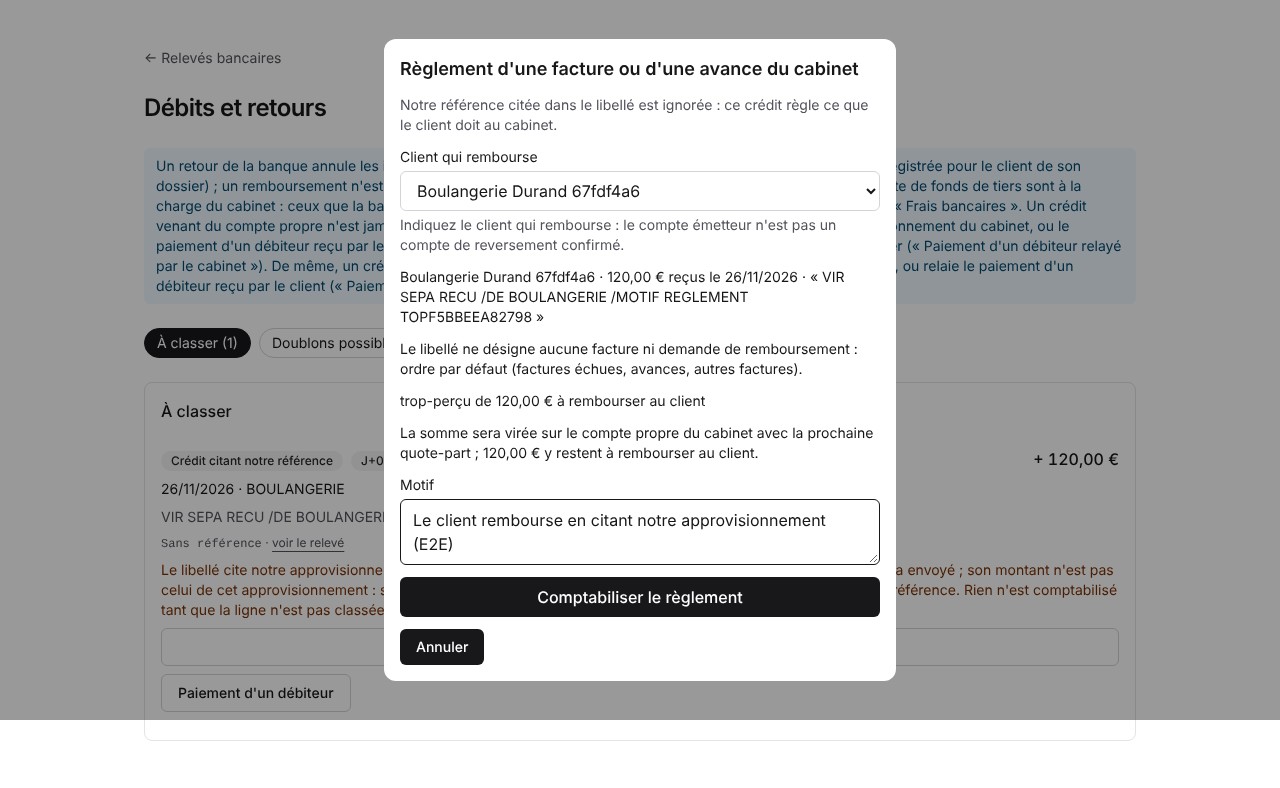 ← Relevés bancaires
Débits et retours
Un retour de la banque annule les
egistrée pour le client de son
dossier) ; un remboursement n'est
te de fonds de tiers sont à la
charge du cabinet : ceux que la ba
« Frais bancaires ». Un crédit
venant du compte propre n'est jam
onnement du cabinet, ou le
paiement d'un débiteur reçu par le
er (« Paiement d'un débiteur relayé
par le cabinet »). De même, un cré
, ou relaie le paiement d'un
débiteur reçu par le client (« Paiem
À classer (1)
Doublons possibl
À classer
Crédit citant notre référence
J+0
+ 120,00 €
26/11/2026 · BOULANGERIE
VIR SEPA RECU /DE BOULANGERI
Sans référence · voir le relevé
Le libellé cite notre approvisionne
a envoyé ; son montant n'est pas
celui de cet approvisionnement : s
éférence. Rien n'est comptabilisé
tant que la ligne n'est pas classée
Paiement d'un débiteur
Règlement d'une facture ou d'une avance du cabinet
Notre référence citée dans le libellé est ignorée : ce crédit règle ce que
le client doit au cabinet.
Client qui rembourse
Boulangerie Durand 67fdf4a6
Indiquez le client qui rembourse : le compte émetteur n'est pas un
compte de reversement confirmé.
Boulangerie Durand 67fdf4a6 · 120,00 € reçus le 26/11/2026 · « VIR
SEPA RECU /DE BOULANGERIE /MOTIF REGLEMENT
TOPF5BBEEA82798 »
Le libellé ne désigne aucune facture ni demande de remboursement :
ordre par défaut (factures échues, avances, autres factures).
trop-perçu de 120,00 € à rembourser au client
La somme sera virée sur le compte propre du cabinet avec la prochaine
quote-part ; 120,00 € y restent à rembourser au client.
Motif
Le client rembourse en citant notre approvisionnement
(E2E)
Comptabiliser le règlement
Annuler